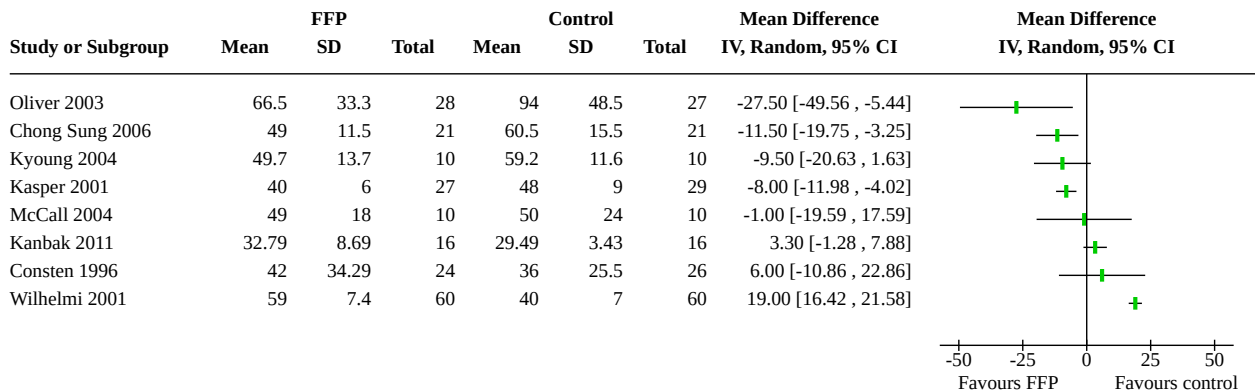 FFP Control Mean Difference Mean Difference
Study or Subgroup Mean SD Total Mean SD Total IV, Random, 95% CI IV, Random, 95% CI
Oliver 2003 66.5 33.3 28 94 48.5 27 -27.50 [-49.56 , -5.44]
Chong Sung 2006 49 11.5 21 60.5 15.5 21 -11.50 [-19.75 , -3.25]
Kyoung 2004 49.7 13.7 10 59.2 11.6 10 -9.50 [-20.63 , 1.63]
Kasper 2001 40 6 27 48 9 29 -8.00 [-11.98 , -4.02]
McCall 2004 49 18 10 50 24 10 -1.00 [-19.59 , 17.59]
Kanbak 2011 32.79 8.69 16 29.49 3.43 16 3.30 [-1.28 , 7.88]
Consten 1996 42 34.29 24 36 25.5 26 6.00 [-10.86 , 22.86]
Wilhelmi 2001 59 7.4 60 40 7 60 19.00 [16.42 , 21.58]
-50 -25 0 25 50
Favours FFP Favours control